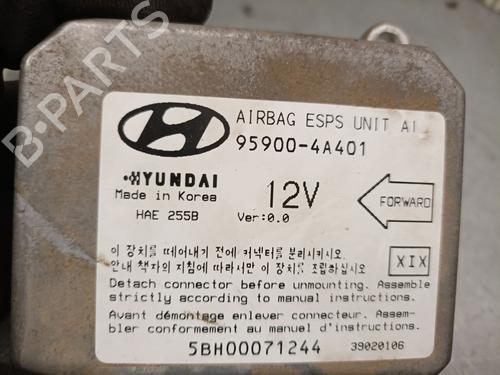 AIRBAG ESPS UNIT A1
95900-4A401
HYUNDAI
Made in Korea
HAE 255B
12V
Ver:0.0
FORWARD
이 장치를 떼어내기 전에 커넥터를 분리시키시오.
안내 책자의 지침에 따라서만 이 장치를 조립하십시오
XIX
Detach connector before unmounting. Assemble
strictly according to manual instructions.
Avant démontage enlever connecteur. Assem-
bler conformement au manuel d'instructions.
5BH00071244
39020106